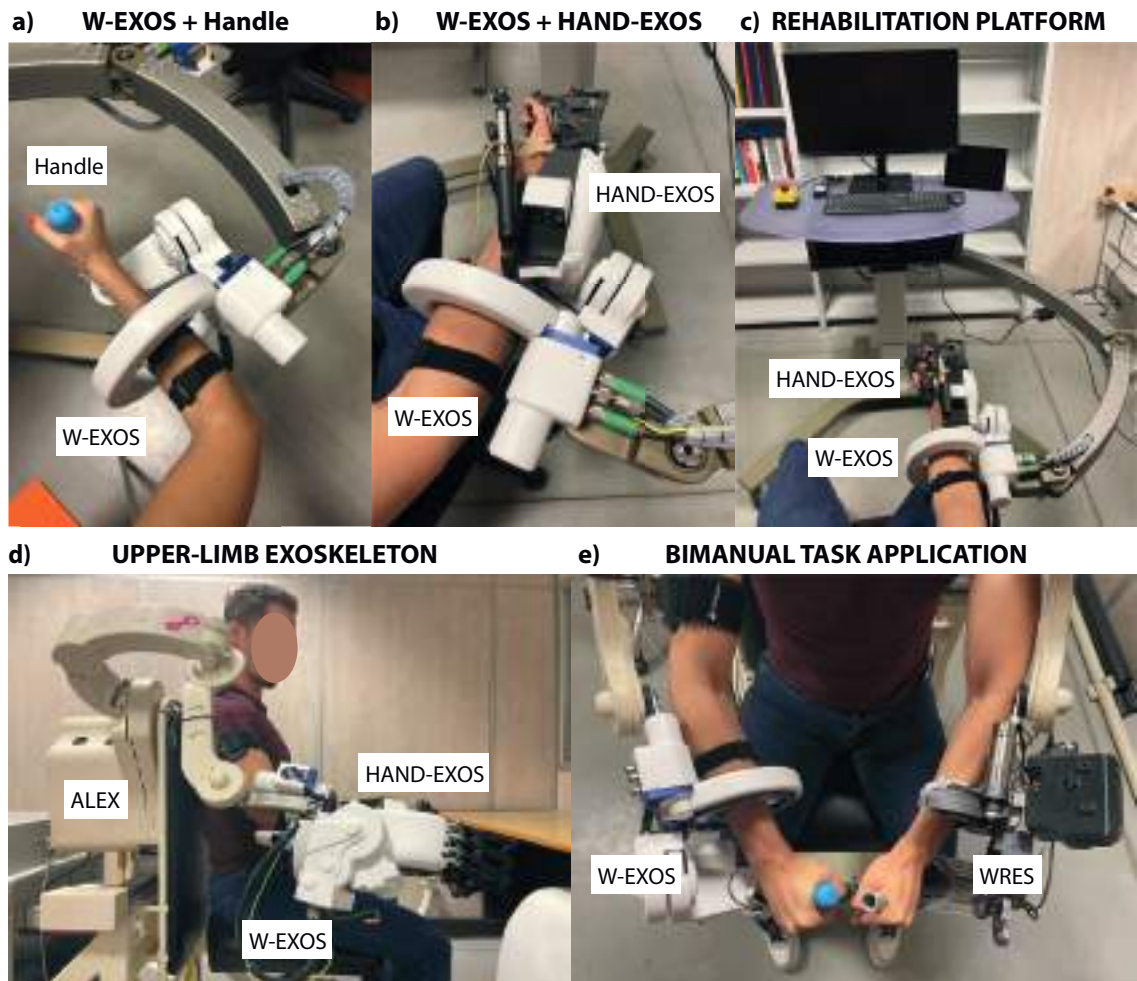 a) W-EXOS + Handle
b) W-EXOS + HAND-EXOS
c) REHABILITATION PLATFORM
Handle
W-EXOS
HAND-EXOS
W-EXOS
HAND-EXOS
W-EXOS
d) UPPER-LIMB EXOSKELETON
e) BIMANUAL TASK APPLICATION
ALEX
HAND-EXOS
W-EXOS
W-EXOS
WRES